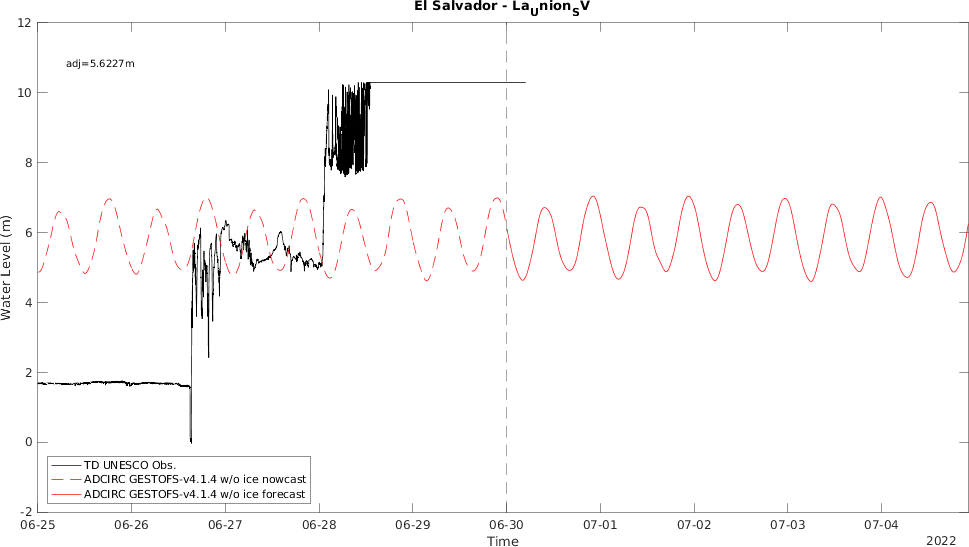 El Salvador - LaUnionSV
12
10
8
6
4
2
0
-2
Water Level (m)
adj=5.6227m
TD UNESCO Obs.
ADCIRC GESTOFS-v4.1.4 w/o ice nowcast
ADCIRC GESTOFS-v4.1.4 w/o ice forecast
06-25 06-26 06-27 06-28 06-29 06-30 07-01 07-02 07-03 07-04
Time
2022